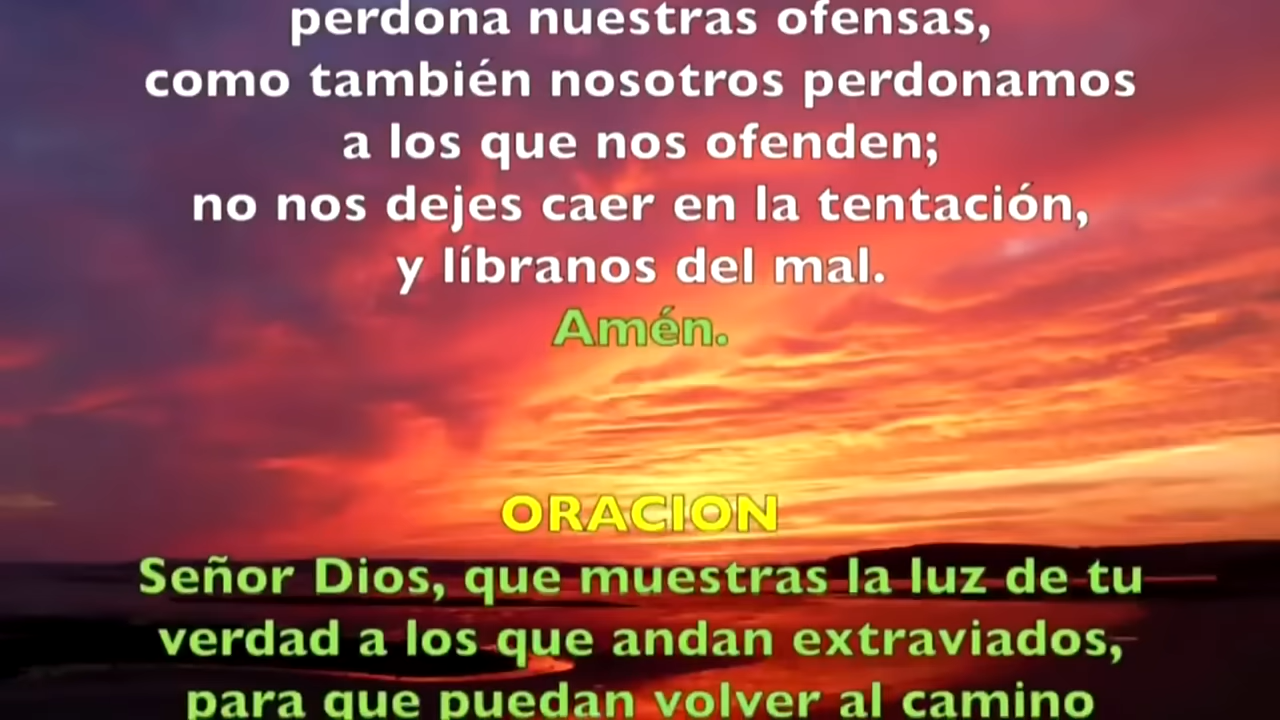 perdona nuestras ofensas,
como también nosotros perdonamos
a los que nos ofenden;
no nos dejes caer en la tentación,
y líbranos del mal.
Amén.
ORACION
Señor Dios, que muestras la luz de tu
verdad a los que andan extraviados,
para que puedan volver al camino